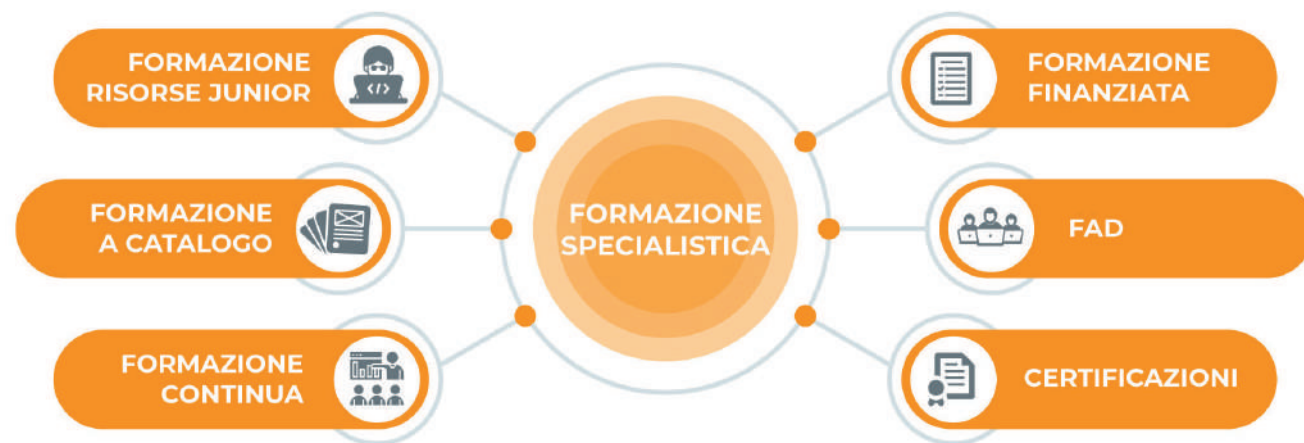 FORMAZIONE
RISORSE JUNIOR
FORMAZIONE
A CATALOGO
FORMAZIONE
CONTINUA
FORMAZIONE
SPECIALISTICA
FORMAZIONE
FINANZIATA
FAD
CERTIFICAZIONI